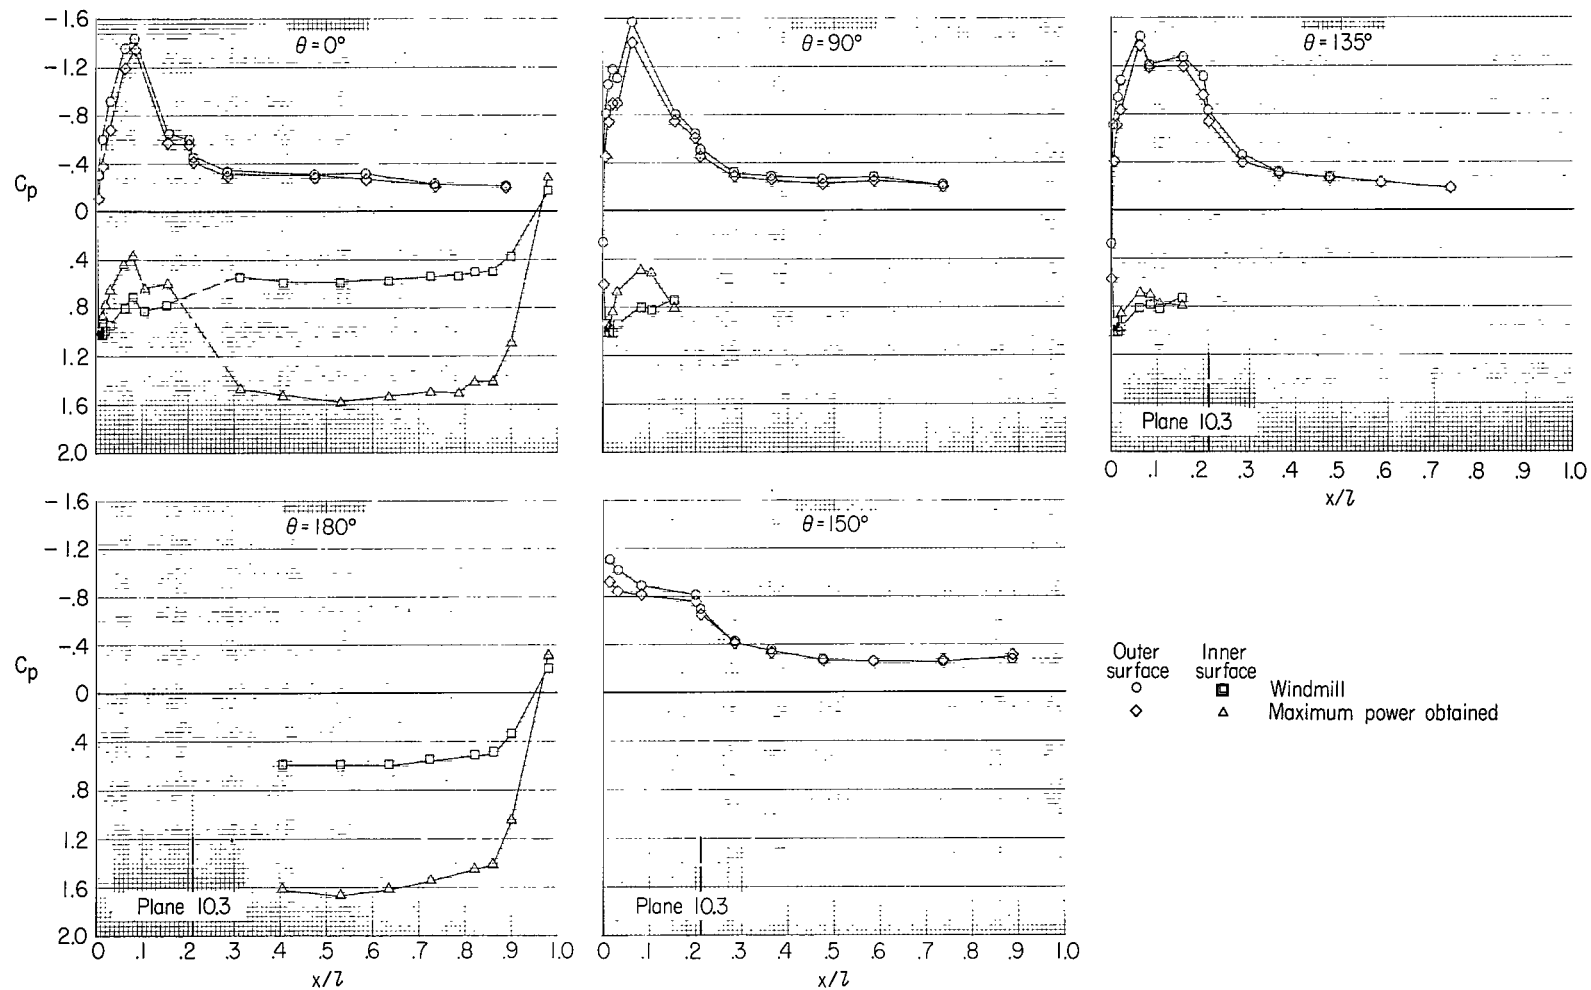 -1.6
-1.2
-.8
-.4
Cp
0
.4
.8
1.2
1.6
2.0
θ=0°
θ=90°
θ=135°
Plane 10.3
0 .1 .2 .3 .4 .5 .6 .7 .8 .9 1.0
x/l
-1.6
-1.2
-.8
-.4
Cp
0
.4
.8
1.2
1.6
2.0
θ=180°
Plane 10.3
0 .1 .2 .3 .4 .5 .6 .7 .8 .9 1.0
x/l
θ=150°
Plane 10.3
0 .1 .2 .3 .4 .5 .6 .7 .8 .9 1.0
x/l
Outer surface
Inner surface
Windmill
Maximum power obtained